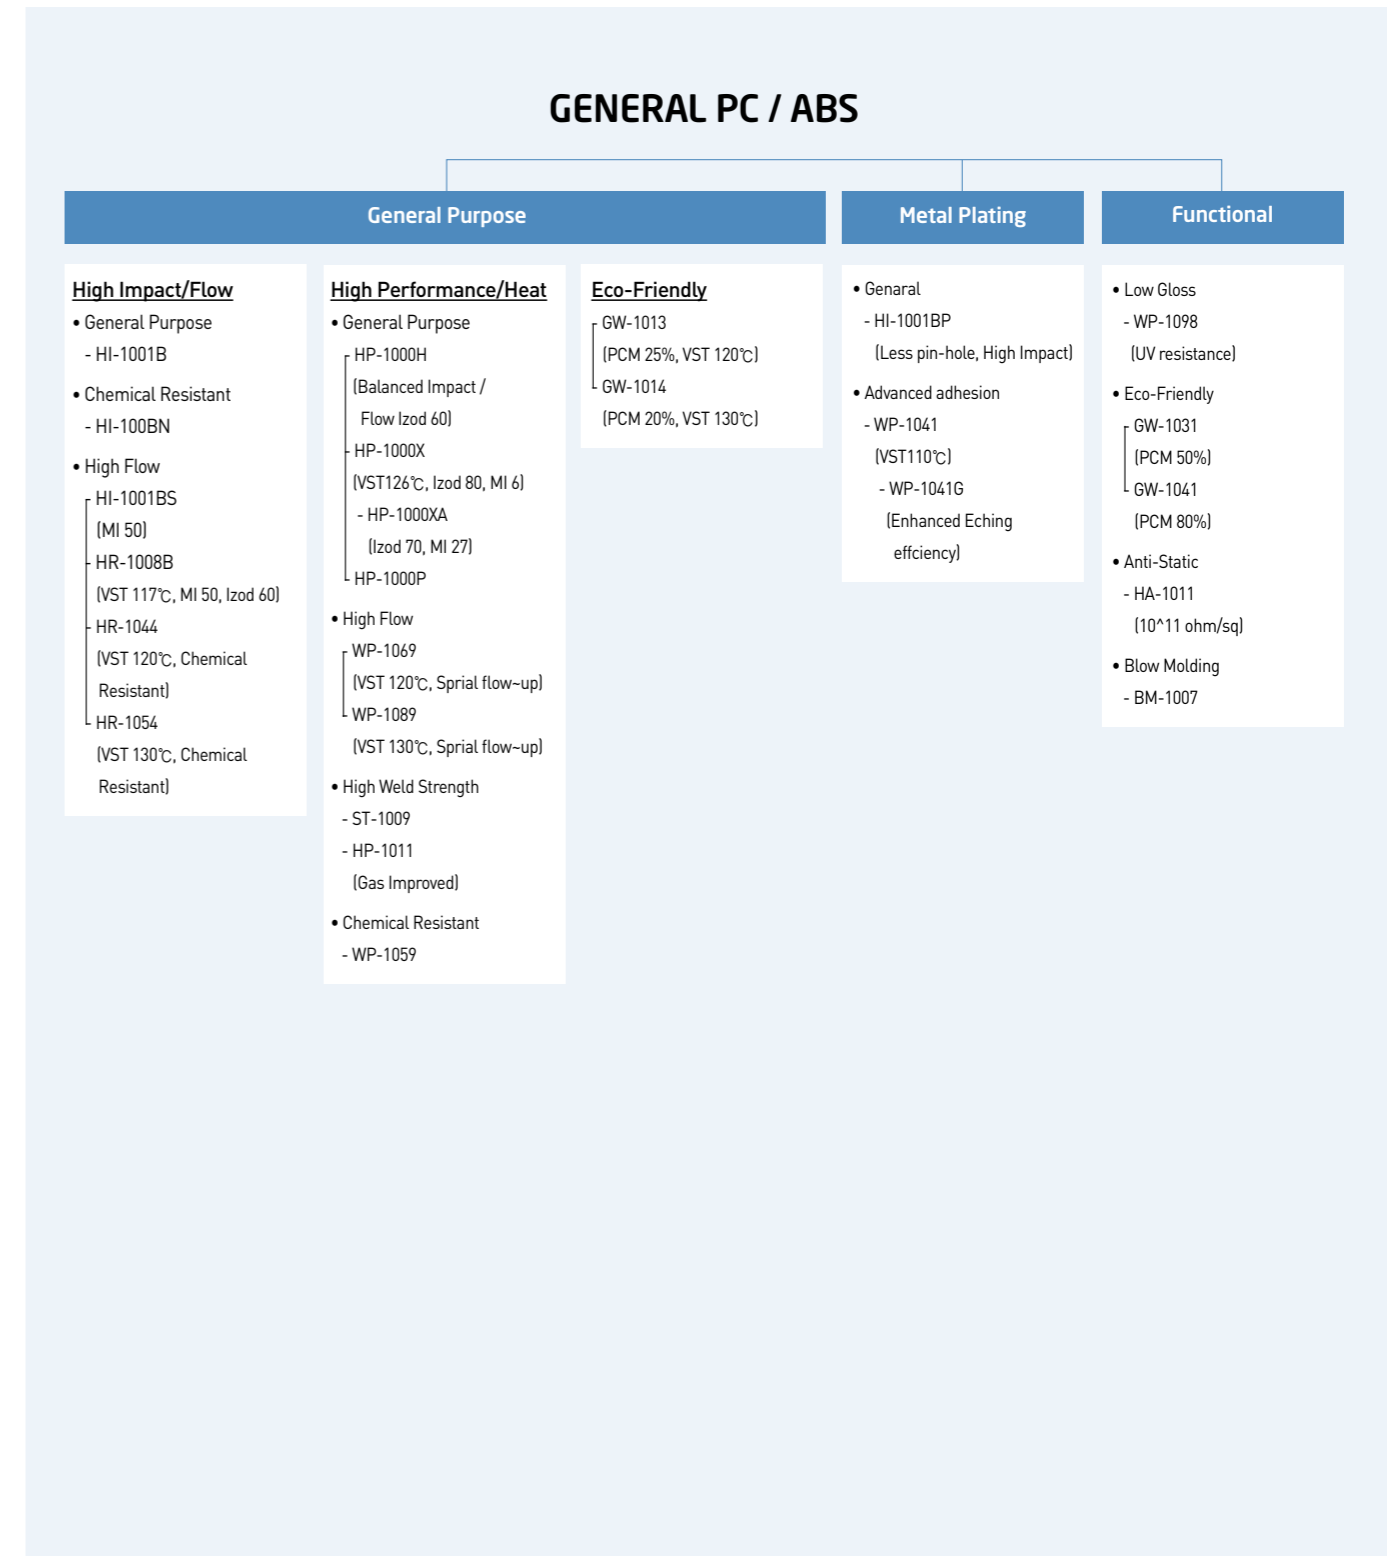 GENERAL PC / ABS
General Purpose
High Impact/Flow
• General Purpose
- HI-1001B
• Chemical Resistant
- HI-100BN
• High Flow
HI-1001BS
(MI 50)
HR-1008B
(VST 117℃, MI 50, Izod 60)
HR-1044
(VST 120℃, Chemical
Resistant)
HR-1054
(VST 130℃, Chemical
Resistant)
High Performance/Heat
• General Purpose
HP-1000H
(Balanced Impact /
Flow Izod 60)
HP-1000X
(VST126℃, Izod 80, MI 6)
- HP-1000XA
(Izod 70, MI 27)
HP-1000P
• High Flow
WP-1069
(VST 120℃, Sprial flow~up)
WP-1089
(VST 130℃, Sprial flow~up)
• High Weld Strength
- ST-1009
- HP-1011
(Gas Improved)
• Chemical Resistant
- WP-1059
Eco-Friendly
GW-1013
(PCM 25%, VST 120℃)
GW-1014
(PCM 20%, VST 130℃)
Metal Plating
• Genaral
- HI-1001BP
(Less pin-hole, High Impact)
• Advanced adhesion
- WP-1041
(VST110℃)
- WP-1041G
(Enhanced Eching
effciency)
Functional
• Low Gloss
- WP-1098
(UV resistance)
• Eco-Friendly
GW-1031
(PCM 50%)
GW-1041
(PCM 80%)
• Anti-Static
- HA-1011
(10^11 ohm/sq)
• Blow Molding
- BM-1007